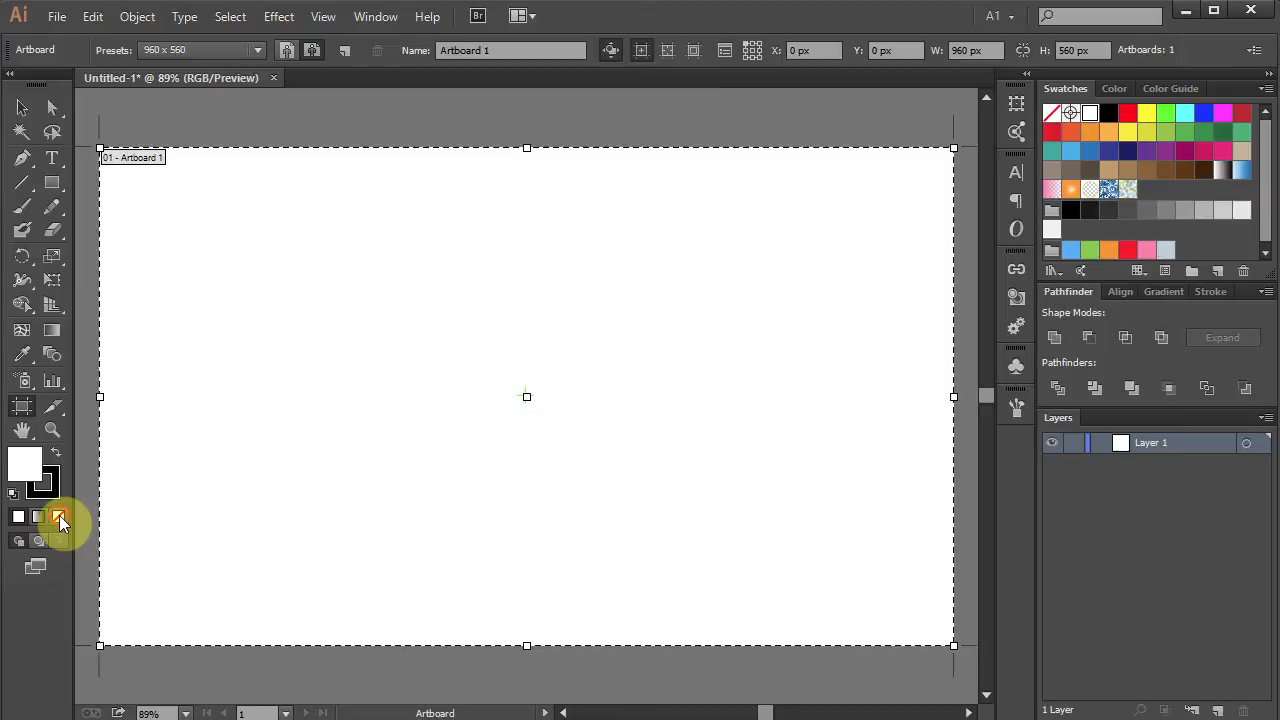 Ai File Edit Object Type Select Effect View Window Help Br A1
Artboard Presets: 960 x 560 Name: Artboard 1 X: 0 px Y: 0 px W: 960 px H: 560 px Artboards: 1
Untitled-1* @ 89% (RGB/Preview)
Swatches Color Color Guide
01 - Artboard 1
Pathfinder Align Gradient Stroke
Shape Modes:
Expand
Pathfinders:
Layers
Layer 1
1 Layer
89% 1 Artboard